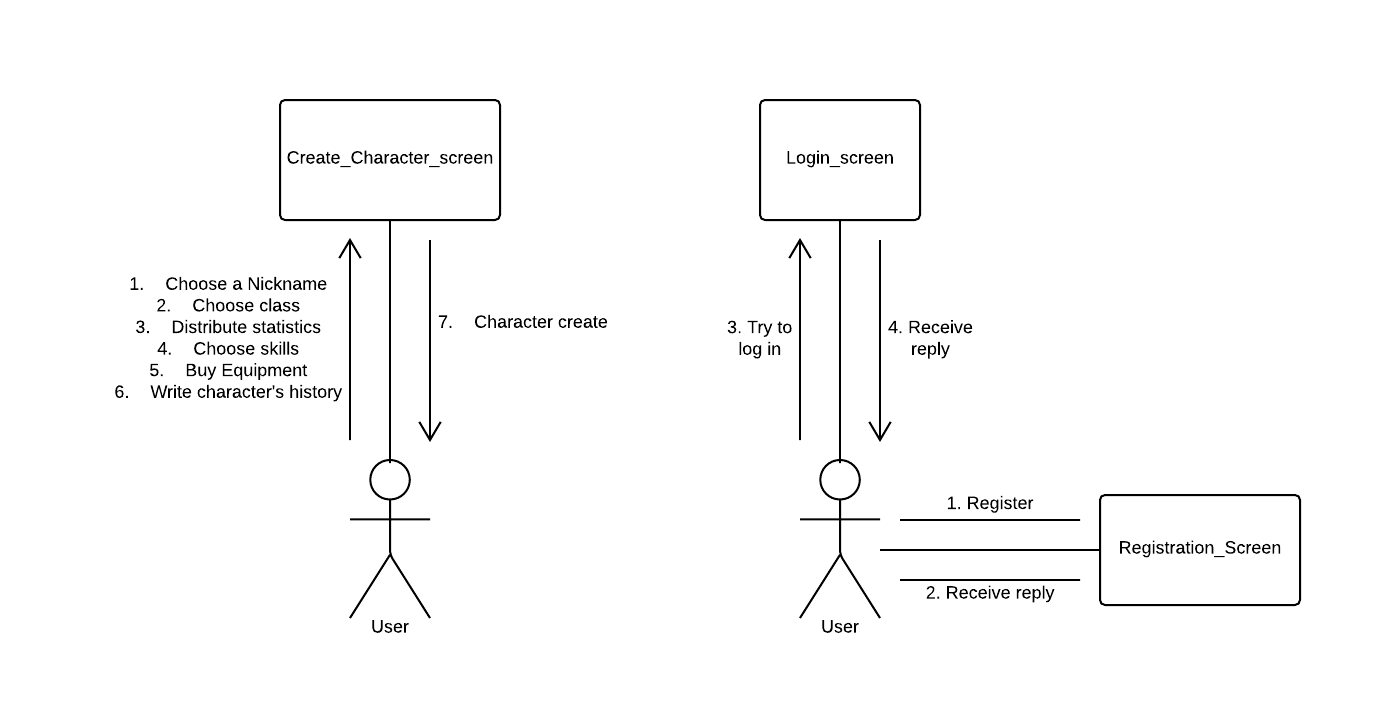 Create_Character_screen
1. Choose a Nickname
2. Choose class
3. Distribute statistics
4. Choose skills
5. Buy Equipment
6. Write character's history
7. Character create
User
Login_screen
3. Try to
log in
4. Receive
reply
1. Register
2. Receive reply
Registration_Screen
User